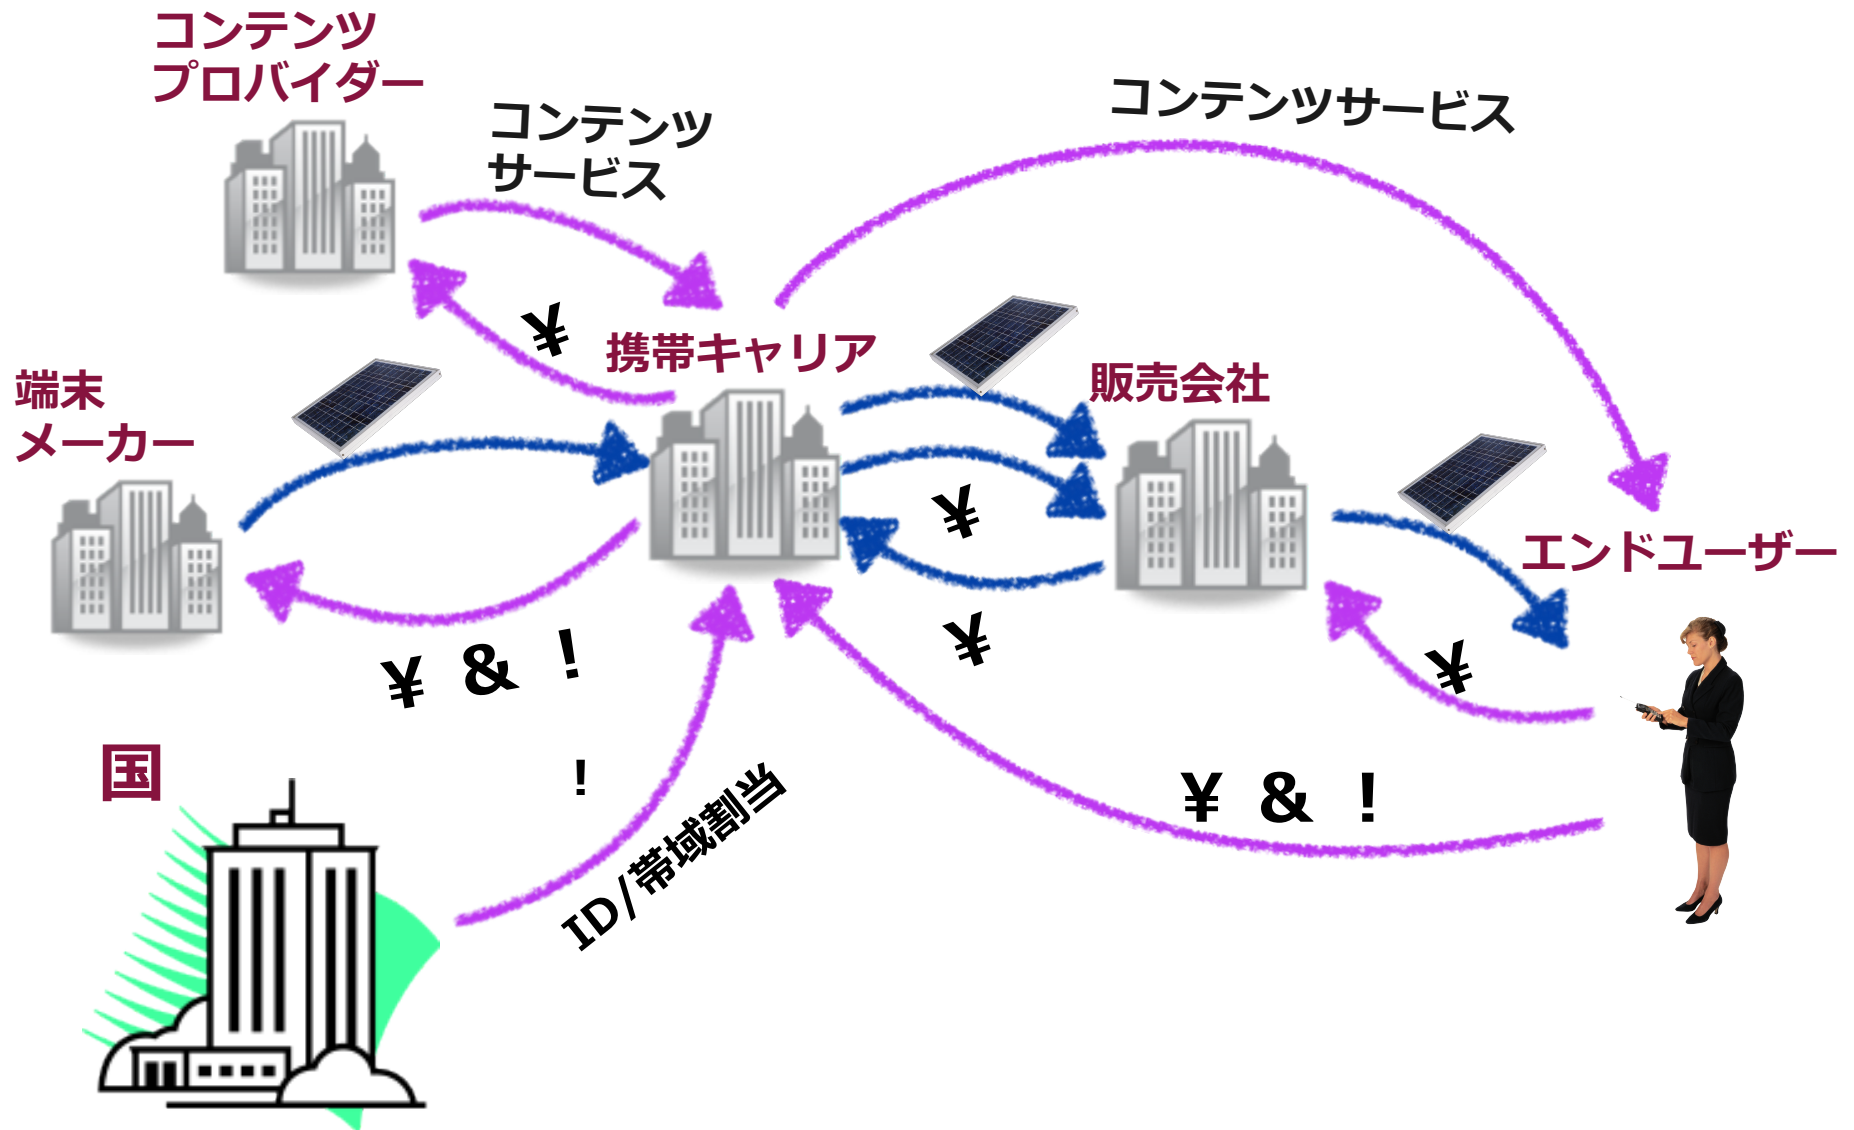 コンテンツ
プロバイダー
コンテンツ
サービス
コンテンツサービス
¥
携帯キャリア
販売会社
端末
メーカー
¥
エンドユーザー
¥
¥
¥ & !
国
!
ID/帯域割当
¥ & !